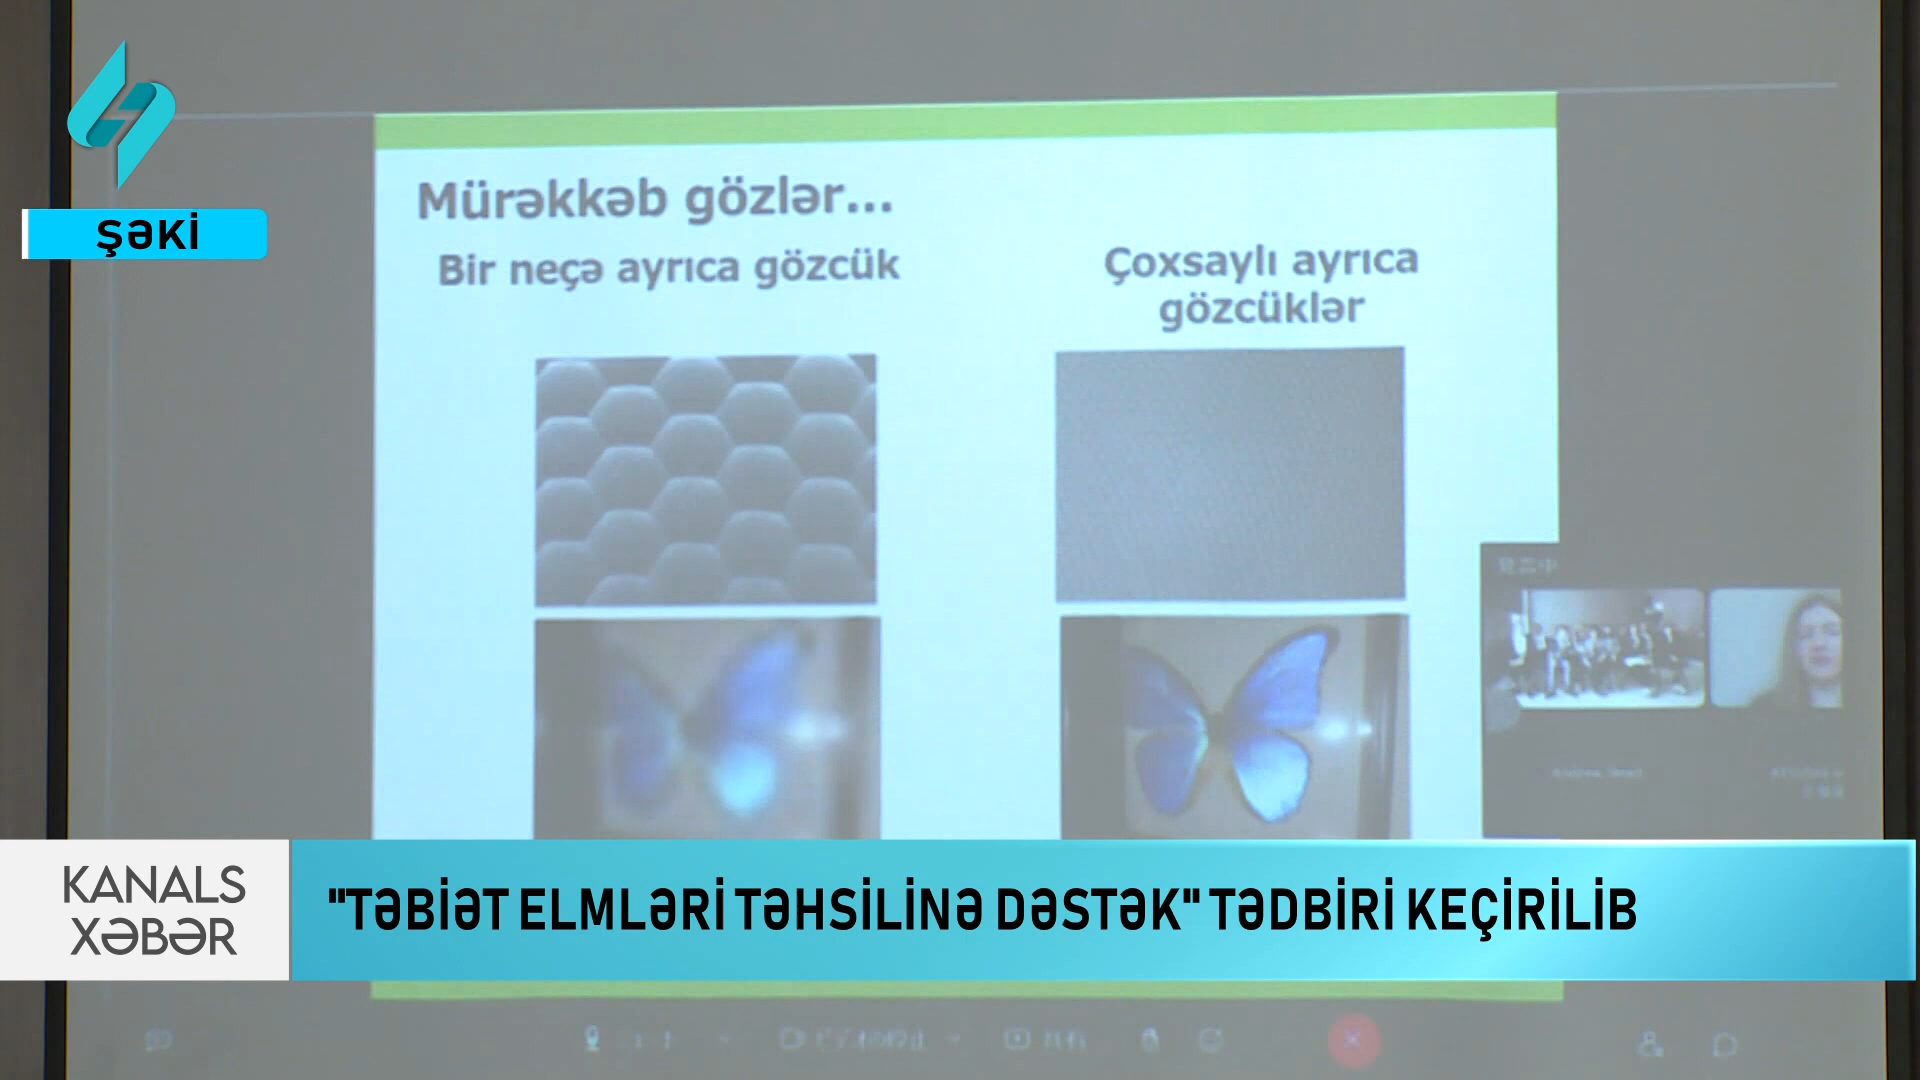 ŞƏKİ
Mürəkkəb gözlər...
Bir neçə ayrıca gözcük
Çoxsaylı ayrıca
gözcüklər
KANALS
XƏBƏR
"TƏBİƏT ELMLƏRİ TƏHSİLİNƏ DƏSTƏK" TƏDBİRİ KEÇİRİLİB